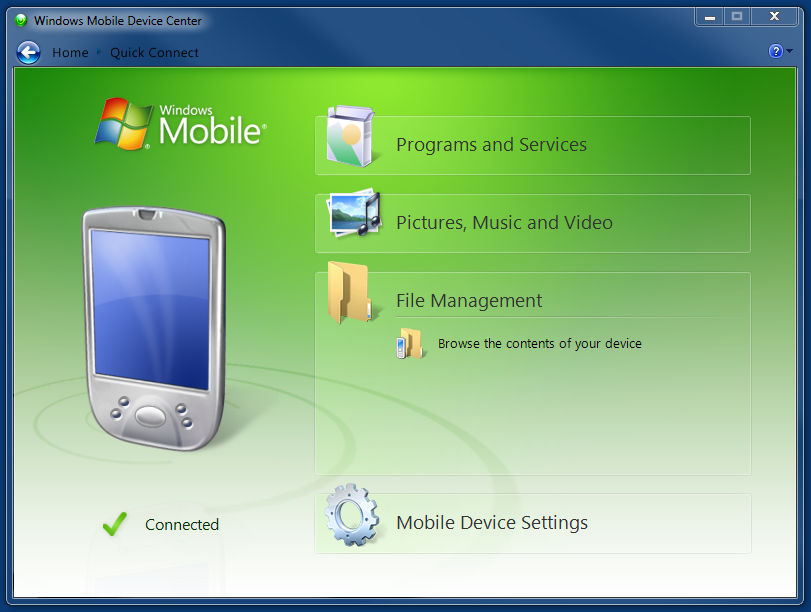 Windows Mobile Device Center
Home Quick Connect
Windows
Mobile®
Programs and Services
Pictures, Music and Video
File Management
Browse the contents of your device
Connected
Mobile Device Settings